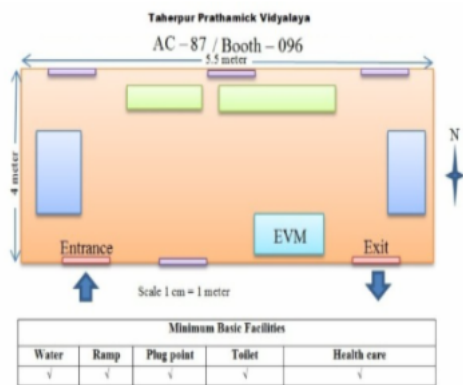 Taherpur Prathamick Vidyalaya
AC – 87 / Booth – 096
5.5 meter
4 meter
N
EVM
Entrance
Exit
Scale 1 cm = 1 meter
Minimum Basic Facilities
Water Ramp Plug point Toilet Health care
√ √ √ √ √